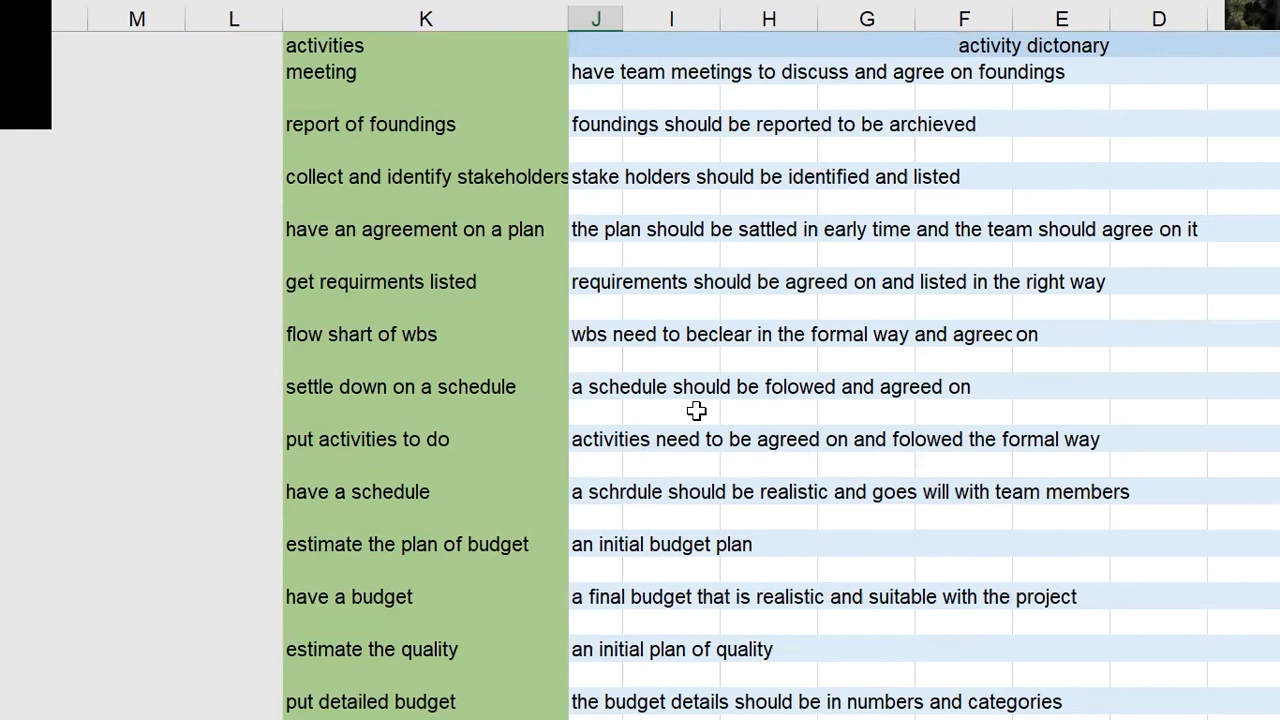 M L K J I H G F E D
activities activity dictonary
meeting have team meetings to discuss and agree on foundings
report of foundings foundings should be reported to be archieved
collect and identify stakeholders stake holders should be identified and listed
have an agreement on a plan the plan should be sattled in early time and the team should agree on it
get requirments listed requirements should be agreed on and listed in the right way
flow shart of wbs wbs need to beclear in the formal way and agreec on
settle down on a schedule a schedule should be folowed and agreed on
put activities to do activities need to be agreed on and folowed the formal way
have a schedule a schrdule should be realistic and goes will with team members
estimate the plan of budget an initial budget plan
have a budget a final budget that is realistic and suitable with the project
estimate the quality an initial plan of quality
put detailed budget the budget details should be in numbers and categories